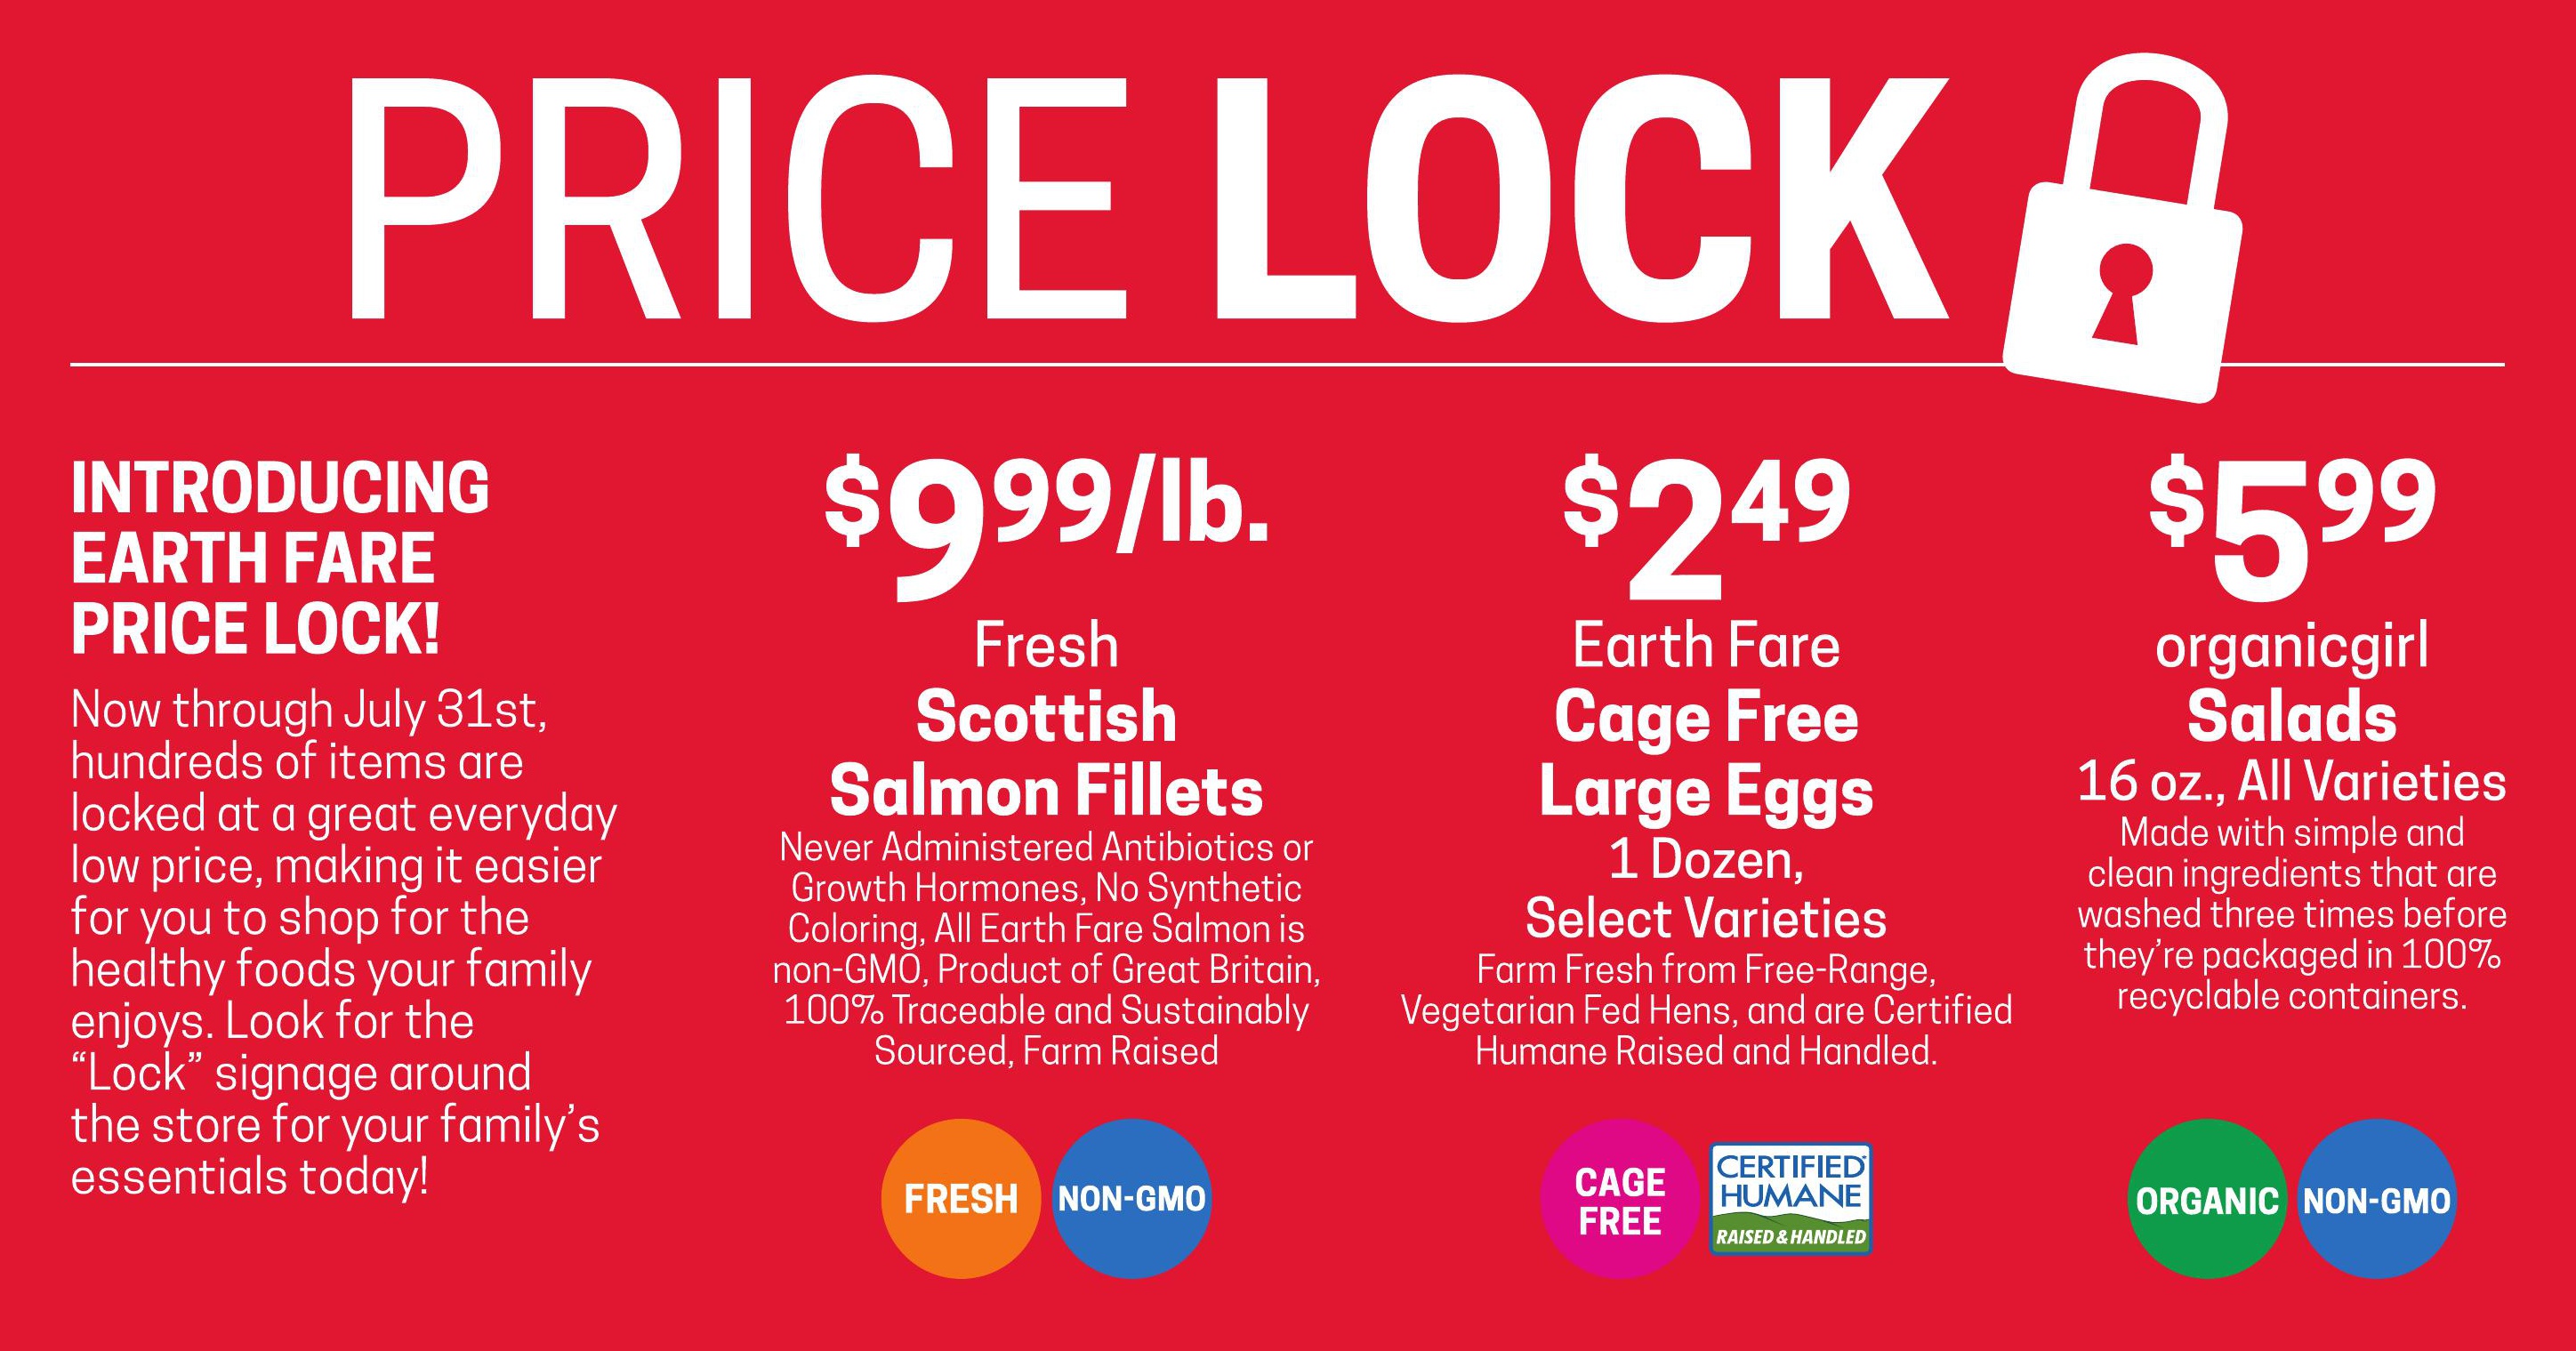 PRICE LOCK
INTRODUCING
EARTH FARE
PRICE LOCK!
Now through July 31st,
hundreds of items are
locked at a great everyday
low price, making it easier
for you to shop for the
healthy foods your family
enjoys. Look for the
“Lock” signage around
the store for your family’s
essentials today!
$9 99/lb.
Fresh
Scottish
Salmon Fillets
Never Administered Antibiotics or
Growth Hormones, No Synthetic
Coloring, All Earth Fare Salmon is
non-GMO, Product of Great Britain,
100% Traceable and Sustainably
Sourced, Farm Raised
FRESH
NON-GMO
$2 49
Earth Fare
Cage Free
Large Eggs
1 Dozen,
Select Varieties
Farm Fresh from Free-Range,
Vegetarian Fed Hens, and are Certified
Humane Raised and Handled.
CAGE
FREE
CERTIFIED
HUMANE
RAISED & HANDLED
$5 99
organicgirl
Salads
16 oz., All Varieties
Made with simple and
clean ingredients that are
washed three times before
they’re packaged in 100%
recyclable containers.
ORGANIC
NON-GMO